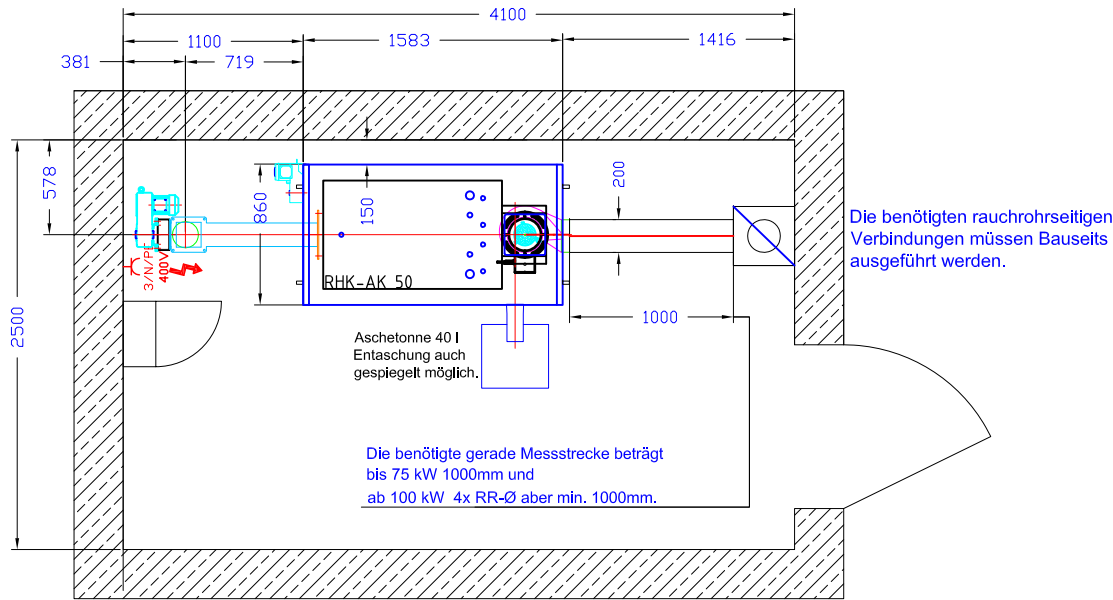 4100
1100
1583
1416
381
719
578
860
150
200
Die benötigten rauchrohrseitigen
Verbindungen müssen Bauseits
ausgeführt werden.
3/N/PE
400V
RHK-AK 50
2500
1000
Aschetonne 40 l
Entaschung auch
gespiegelt möglich.
Die benötigte gerade Messstrecke beträgt
bis 75 kW 1000mm und
ab 100 kW 4x RR-Ø aber min. 1000mm.